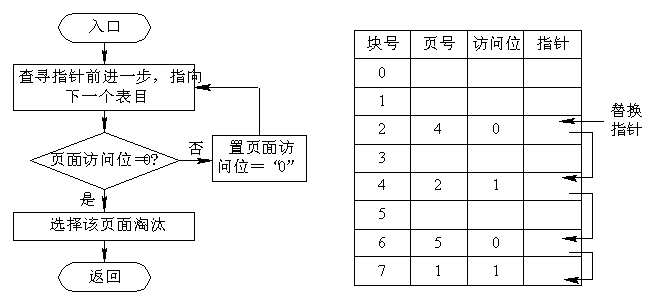 入口
查寻指针前进一步，指向
下一个表目
页面访问位＝0?
否
置页面访
问位＝“0”
是
选择该页面淘汰
返回
块号 页号 访问位 指针
0
1
2 4 0
3
4 2 1
5
6 5 0
7 1 1
替换
指针